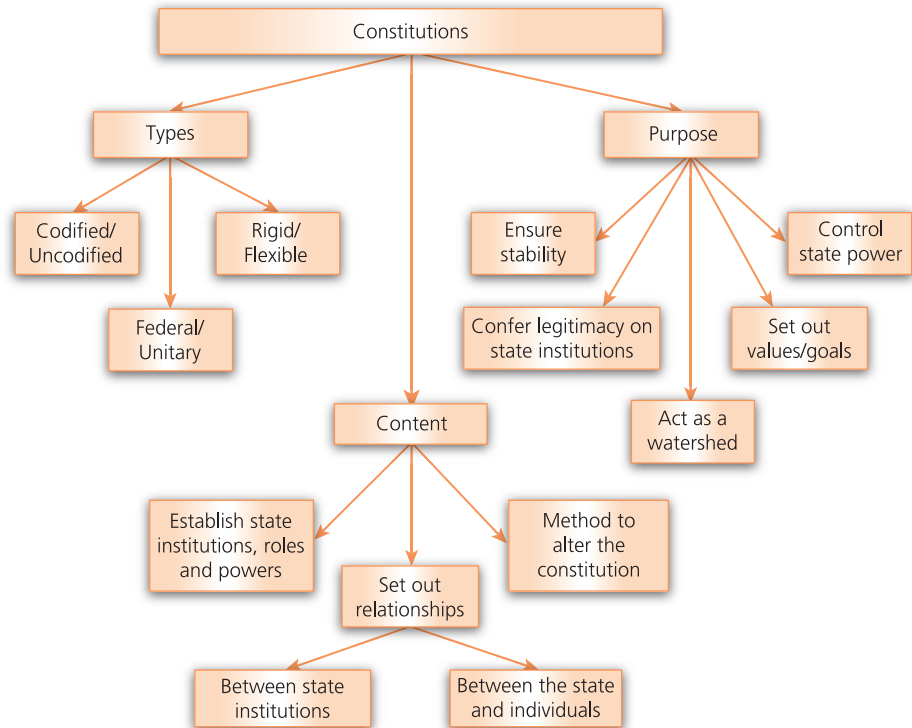 Constitutions
Types
Purpose
Codified/
Uncodified
Rigid/
Flexible
Federal/
Unitary
Ensure
stability
Control
state power
Confer legitimacy on
state institutions
Set out
values/goals
Act as a
watershed
Content
Establish state
institutions, roles
and powers
Method to
alter the
constitution
Set out
relationships
Between state
institutions
Between the state
and individuals